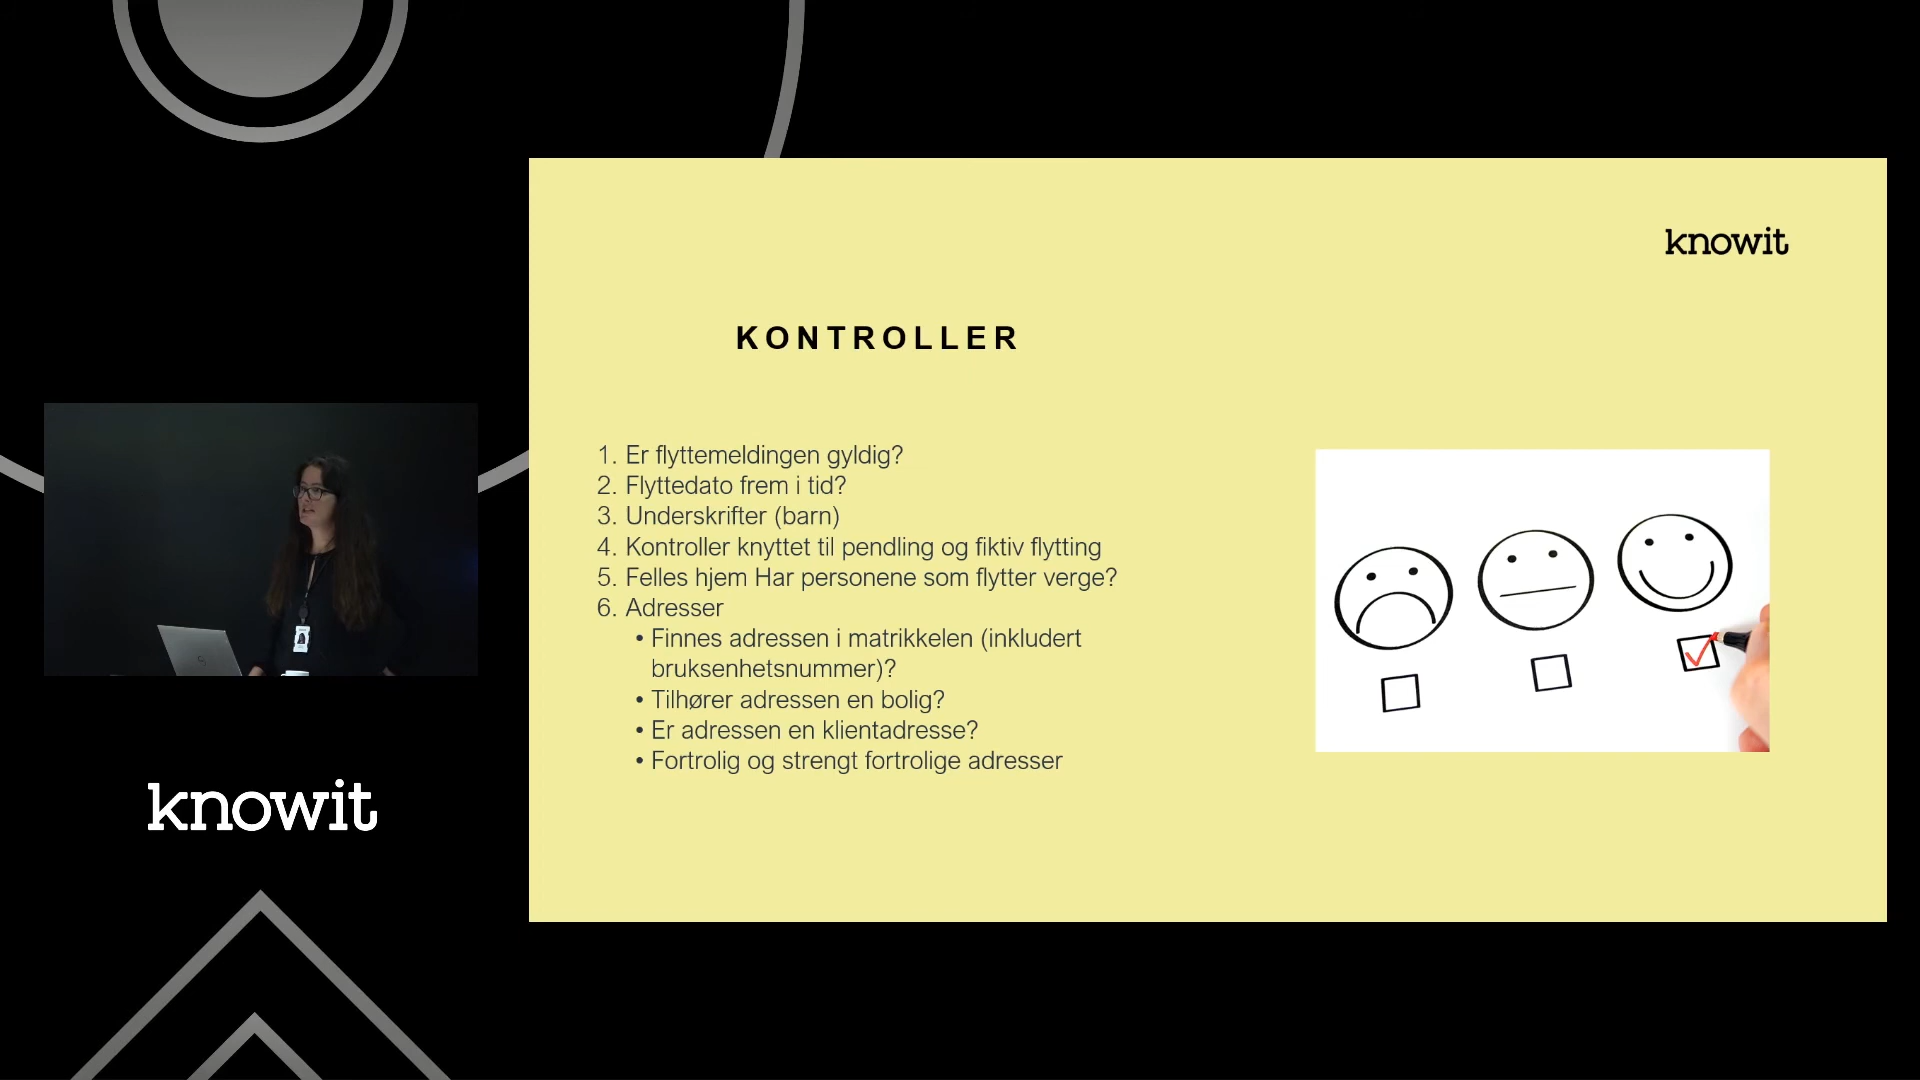 knowit
KONTROLLER
1. Er flyttemeldingen gyldig?
2. Flyttedato frem i tid?
3. Underskrifter (barn)
4. Kontroller knyttet til pendling og fiktiv flytting
5. Felles hjem Har personene som flytter verge?
6. Adresser
• Finnes adressen i matrikkelen (inkludert
bruksenhetsnummer)?
• Tilhører adressen en bolig?
• Er adressen en klientadresse?
• Fortrolig og strengt fortrolige adresser
knowit